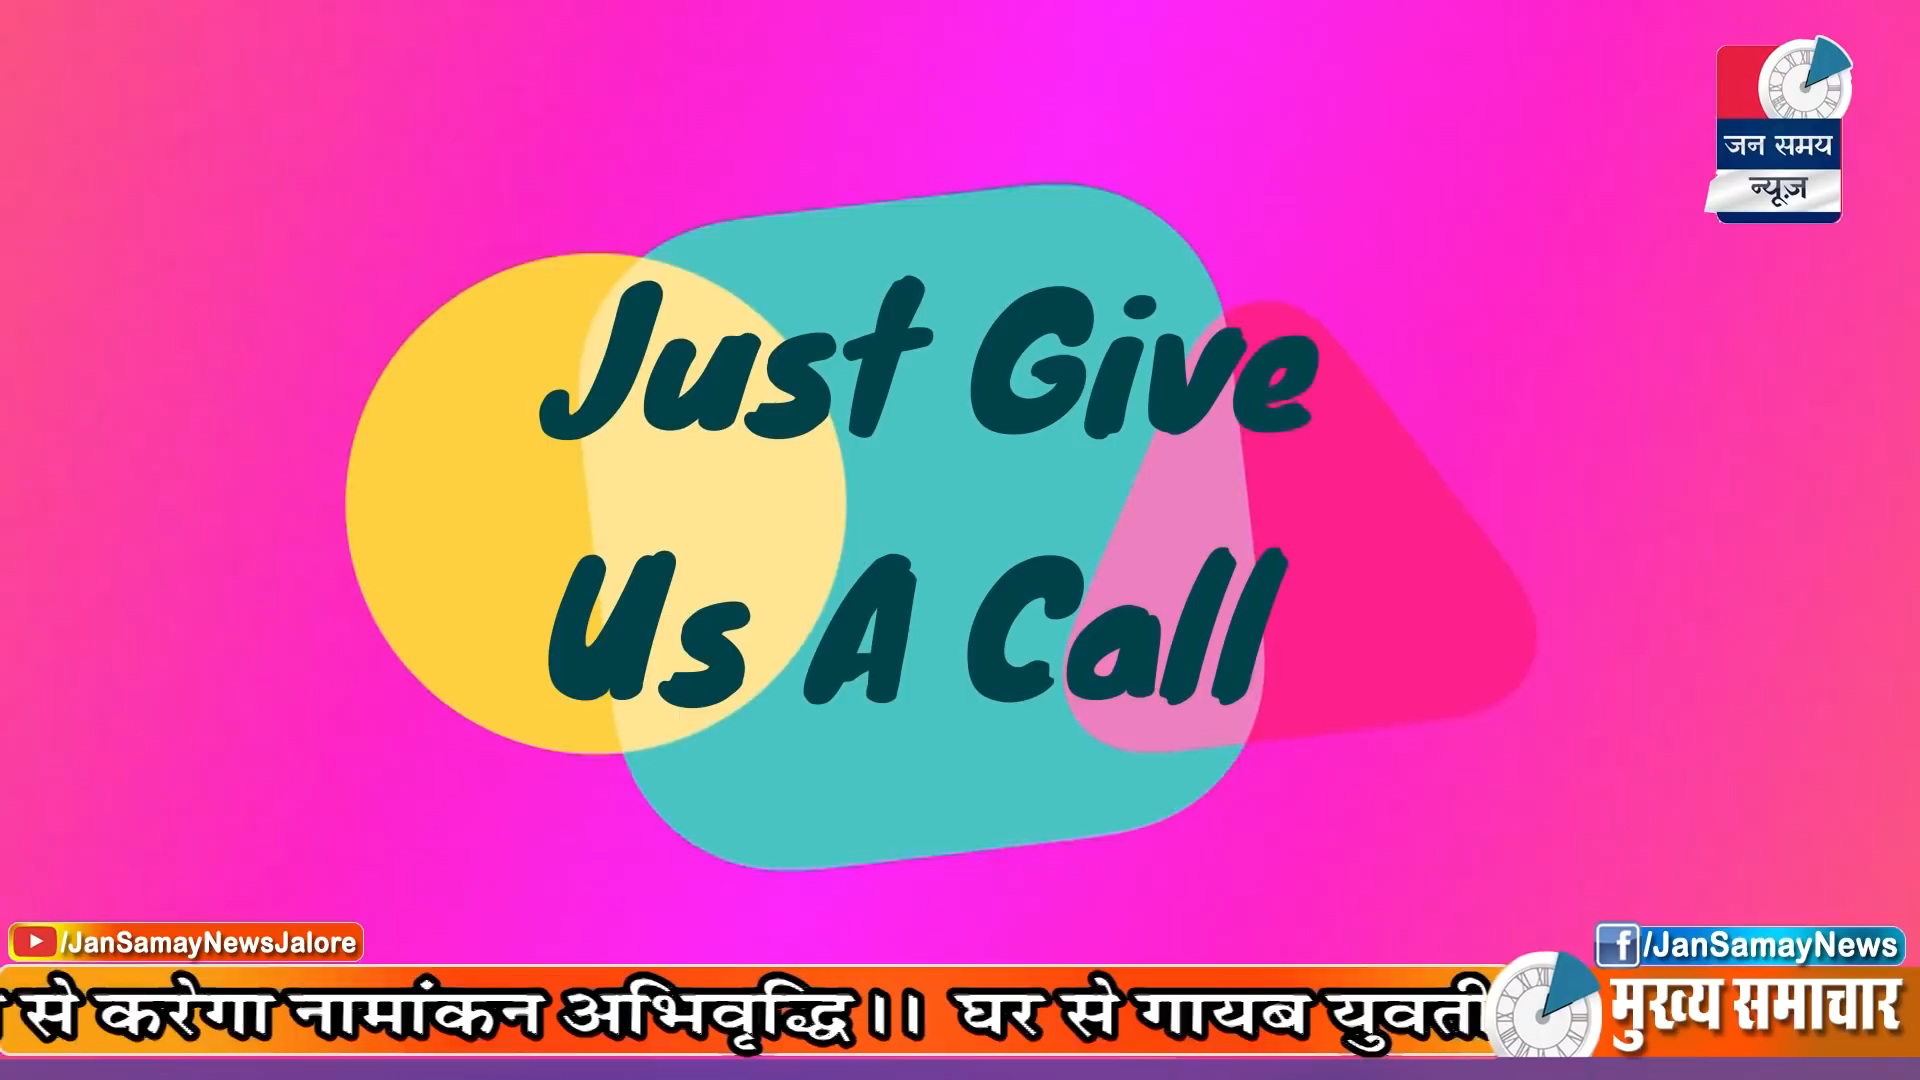 जन समय
न्यूज़
Just Give
Us A Call
/JanSamayNewsJalore
/JanSamayNews
से करेगा नामांकन अभिवृद्धि।। घर से गायब युवती
मुख्य समाचार